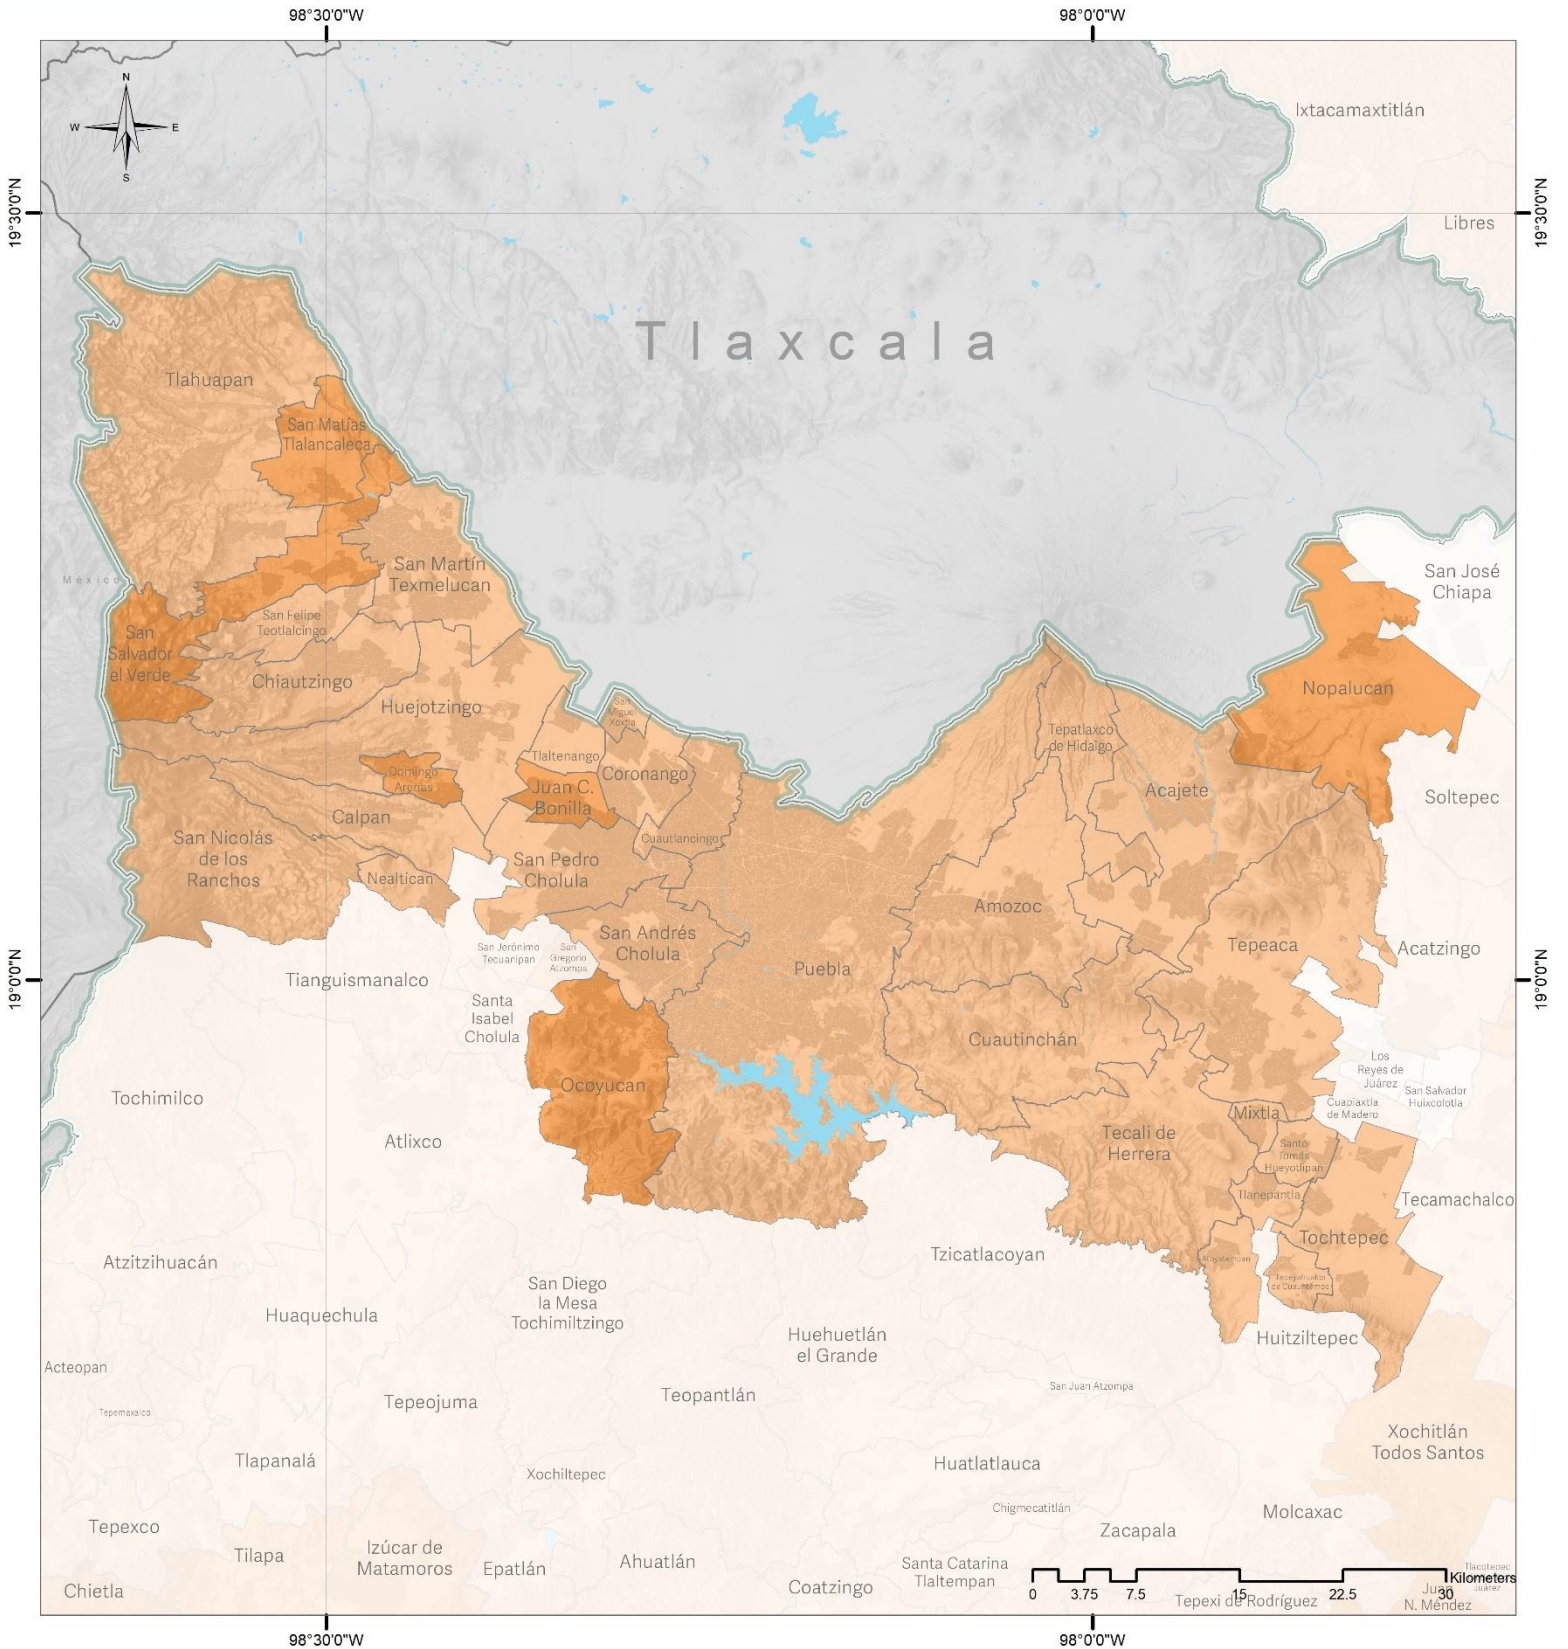 98°30'0"W
98°0'0"W
N
W
E
S
Ixtacamaxtitlán
19°30'0"N
19°30'0"N
Libres
Tlaxcala
Tlahuapan
San Matías
Tlalancaleca
San Martín
Texmelucan
México
San José
Chiapa
San Felipe
Teotlalcingo
San
Salvador
el Verde
Chiautzingo
Huejotzingo
San
Miguel
Xoxtla
Nopalucan
Tepatlaxco
de Hidalgo
Tlaltenango
Coronango
Domingo
Arenas
Juan C.
Bonilla
Acajete
Soltepec
Calpan
San Nicolás
de los
Ranchos
Cuautlancingo
San Pedro
Cholula
Nealtican
Amozoc
San Andrés
Cholula
San Jerónimo
Tecuanipan
San
Gregorio
Atzompa
Tepeaca
Acatzingo
Puebla
Tianguismanalco
19°0'0"N
19°0'0"N
Santa
Isabel
Cholula
Cuautinchán
Los
Reyes de
Juárez
Ocoyucan
San Salvador
Huixcolotla
Tochimilco
Cuapiaxtla
de Madero
Mixtla
Atlixco
Tecali de
Herrera
Santo
Tomás
Hueyotlipan
Tlanepantla
Tecamachalco
Tochtepec
Atzitzihuacán
Tzicatlacoyan
Atoyatempan
Tepeyahualco
de Cuauhtémoc
San Diego
la Mesa
Tochimiltzingo
Huaquechula
Huehuetlán
el Grande
Huitziltepec
Acteopan
San Juan Atzompa
Teopantlán
Tepeojuma
Tepemaxalco
Xochitlán
Todos Santos
Tlapanalá
Huatlatlauca
Xochiltepec
Chigmecatitlán
Molcaxac
Tepexco
Zacapala
Tilapa
Izúcar de
Matamoros
Epatlán
Ahuatlán
Santa Catarina
Tlaltempan
Coatzingo
Chietla
Kilometers
0 3.75 7.5 15 22.5 30
Tepexi de Rodríguez
Juan
N. Méndez
98°30'0"W
98°0'0"W